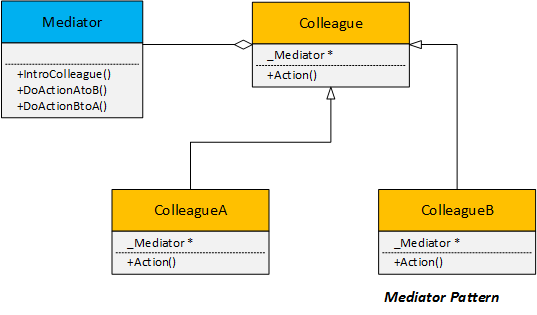 Mediator
+IntroColleague()
+DoActionAtoB()
+DoActionBtoA()
Colleague
_Mediator *
+Action()
ColleagueA
_Mediator *
+Action()
ColleagueB
_Mediator *
+Action()
Mediator Pattern